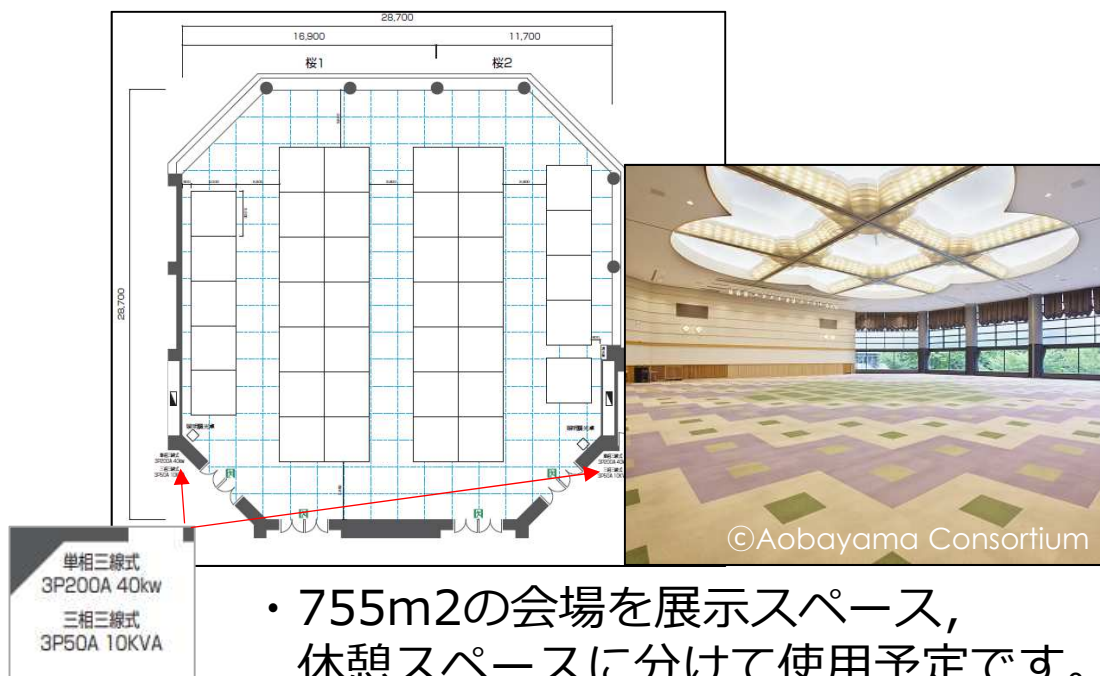 28,700
16,900
11,700
桜1
桜2
28,700
©Aobayama Consortium
単相三線式
3P200A 40kw
三相三線式
3P50A 10KVA
・755m2の会場を展示スペース,
休憩スペースに分けて使用予定です。